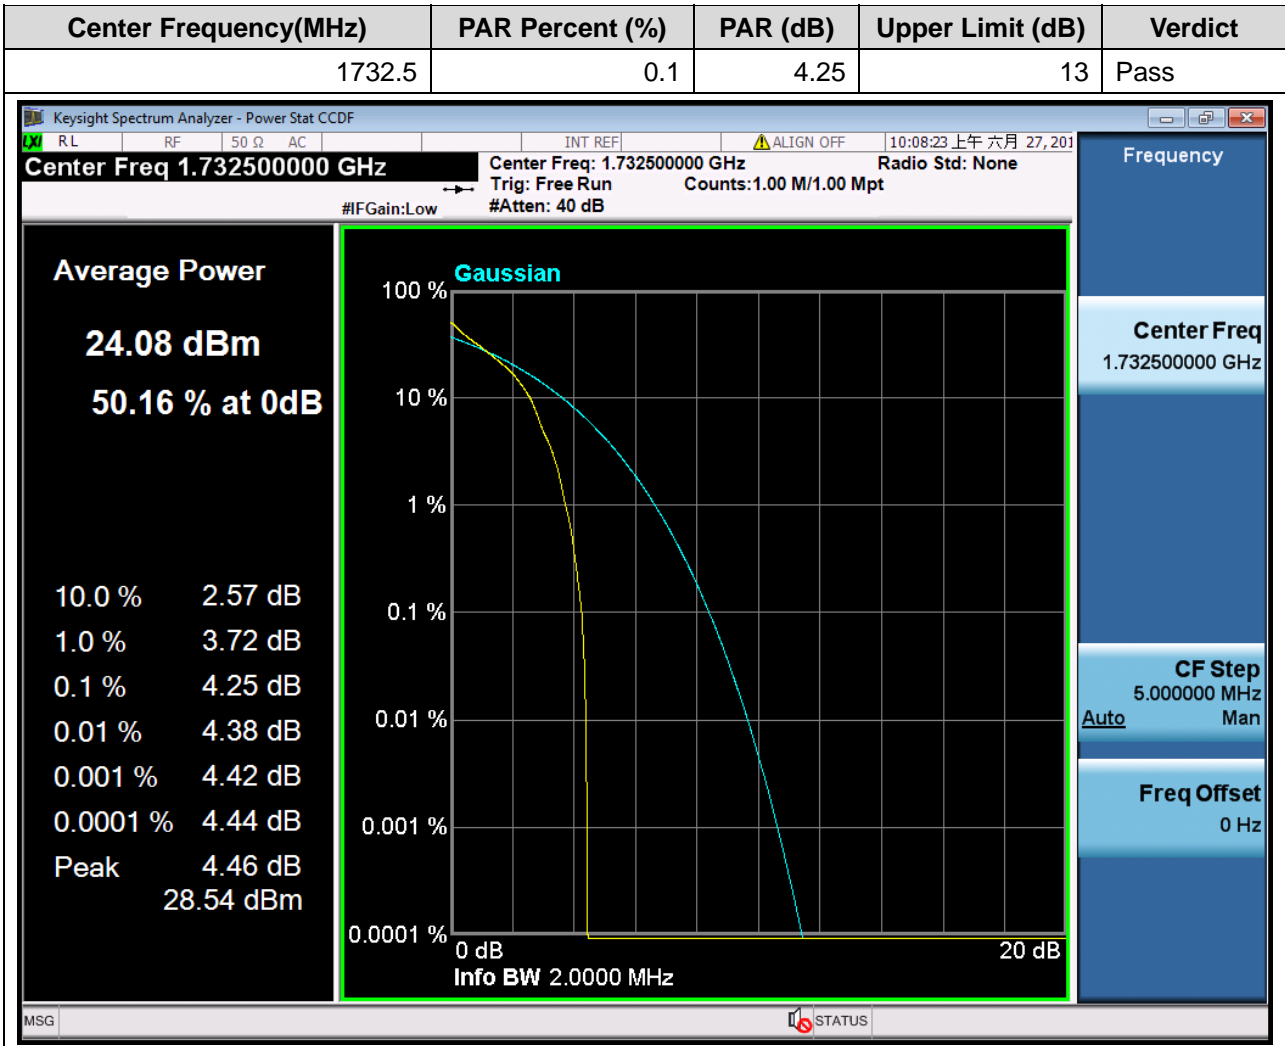 Center Frequency(MHz) PAR Percent (%) PAR (dB) Upper Limit (dB) Verdict
1732.5 0.1 4.25 13 Pass
Keysight Spectrum Analyzer - Power Stat CCDF
LXI RL RF 50 Ω AC INT REF ALIGN OFF 10:08:23 上午 六月 27, 201
Center Freq 1.732500000 GHz
Center Freq: 1.732500000 GHz Radio Std: None
Trig: Free Run Counts:1.00 M/1.00 Mpt
#IFGain:Low #Atten: 40 dB
Frequency
Average Power
24.08 dBm
50.16 % at 0dB
10.0 % 2.57 dB
1.0 % 3.72 dB
0.1 % 4.25 dB
0.01 % 4.38 dB
0.001 % 4.42 dB
0.0001 % 4.44 dB
Peak 4.46 dB
28.54 dBm
Gaussian
100 %
10 %
1 %
0.1 %
0.01 %
0.001 %
0.0001 %
0 dB 20 dB
Info BW 2.0000 MHz
Center Freq
1.732500000 GHz
CF Step
5.000000 MHz
Auto Man
Freq Offset
0 Hz
MSG STATUS